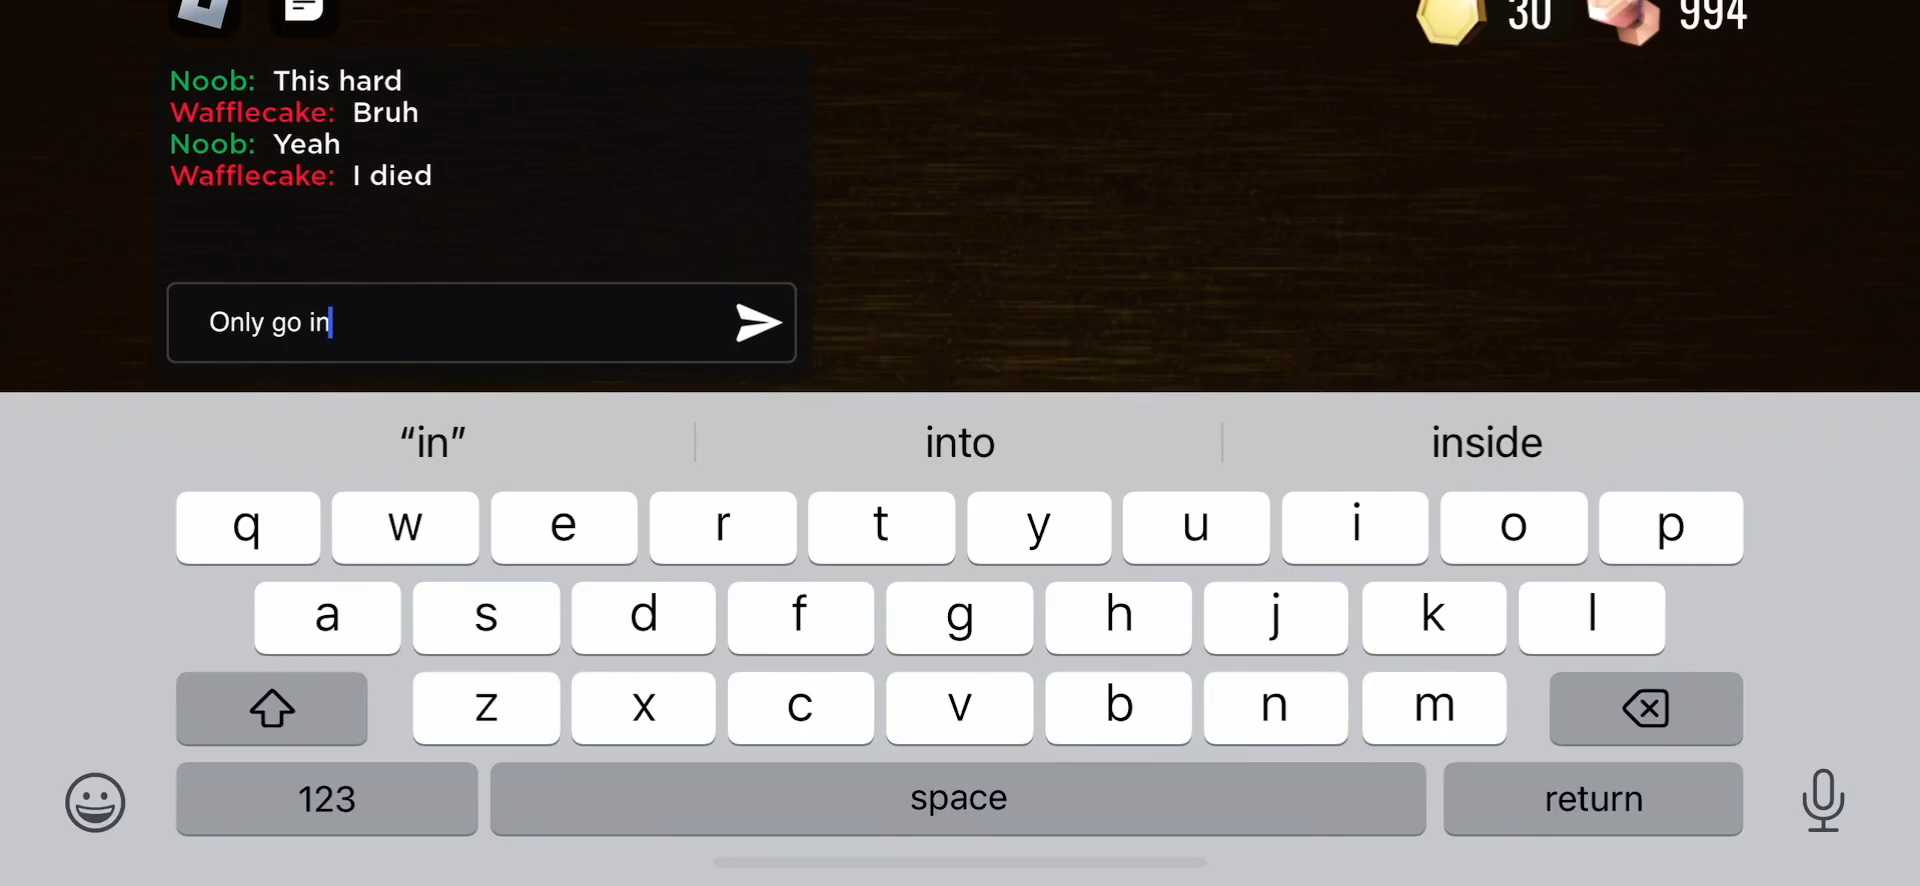 30 994
Noob: This hard
Wafflecake: Bruh
Noob: Yeah
Wafflecake: I died
Only go in
“in” into inside
q w e r t y u i o p
a s d f g h j k l
z x c v b n m
123 space return